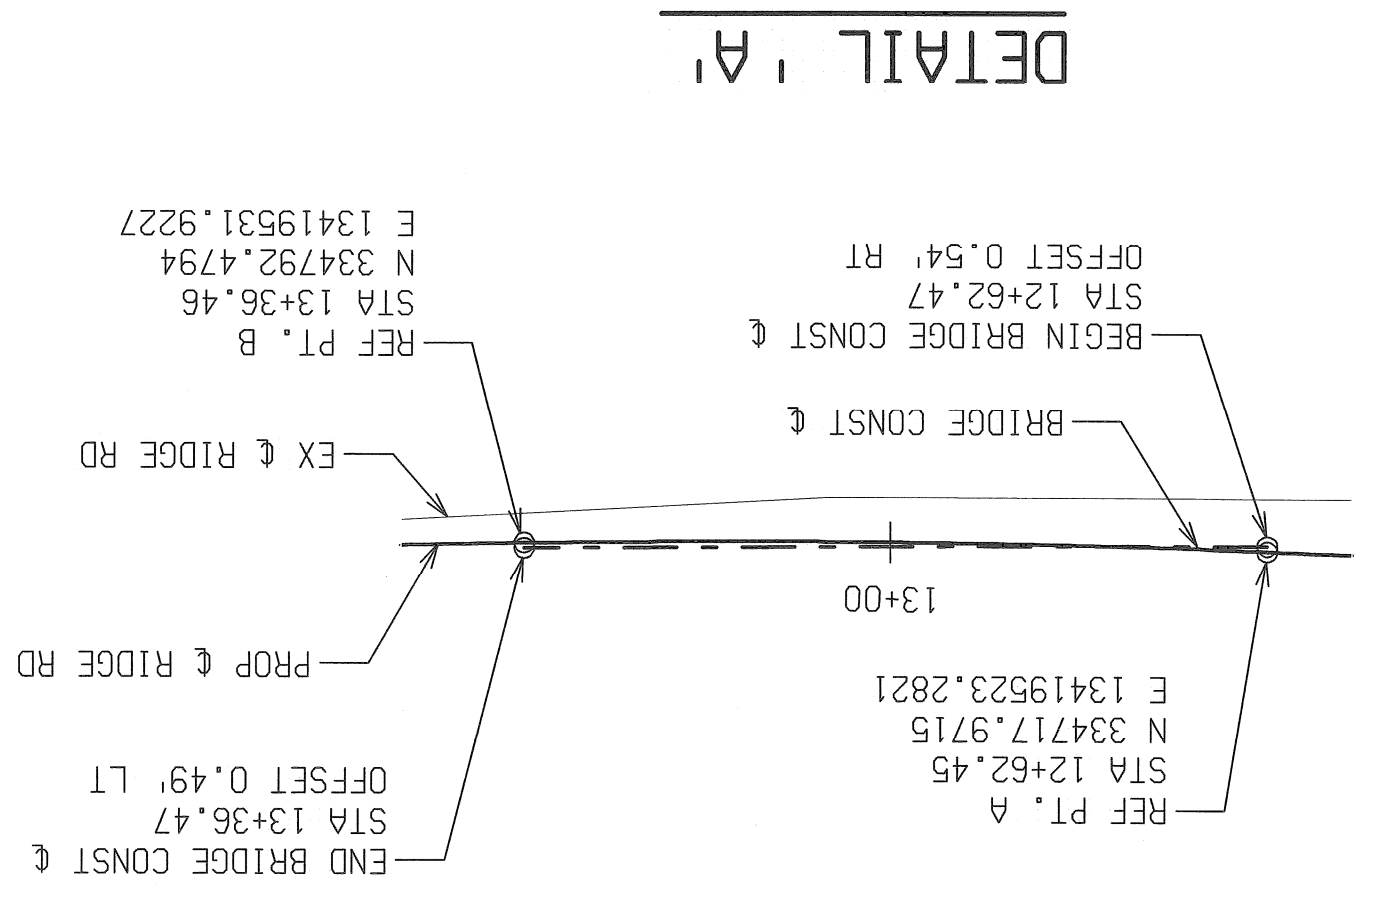 END BRIDGE CONST ℄
STA 13+36.47
OFFSET 0.49' LT
REF PT. A
STA 12+62.45
N 334717.9715
E 13419523.2821
PROP ℄ RIDGE RD
13+00
EX ℄ RIDGE RD
BRIDGE CONST ℄
BEGIN BRIDGE CONST ℄
STA 12+62.47
OFFSET 0.54' RT
REF PT. B
STA 13+36.46
N 334792.4794
E 13419531.9227
DETAIL 'A'